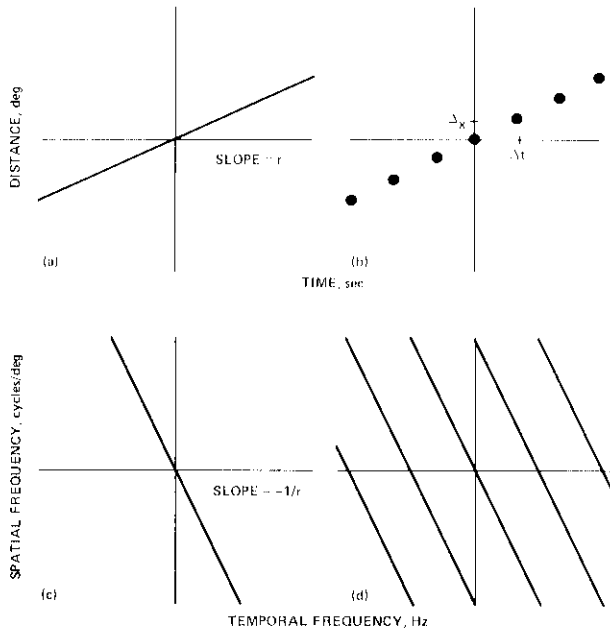 DISTANCE, deg
SLOPE = r
(a)
Δx
Δt
(b)
TIME, sec
SPATIAL FREQUENCY, cycles/deg
SLOPE = -1/r
(c)
(d)
TEMPORAL FREQUENCY, Hz